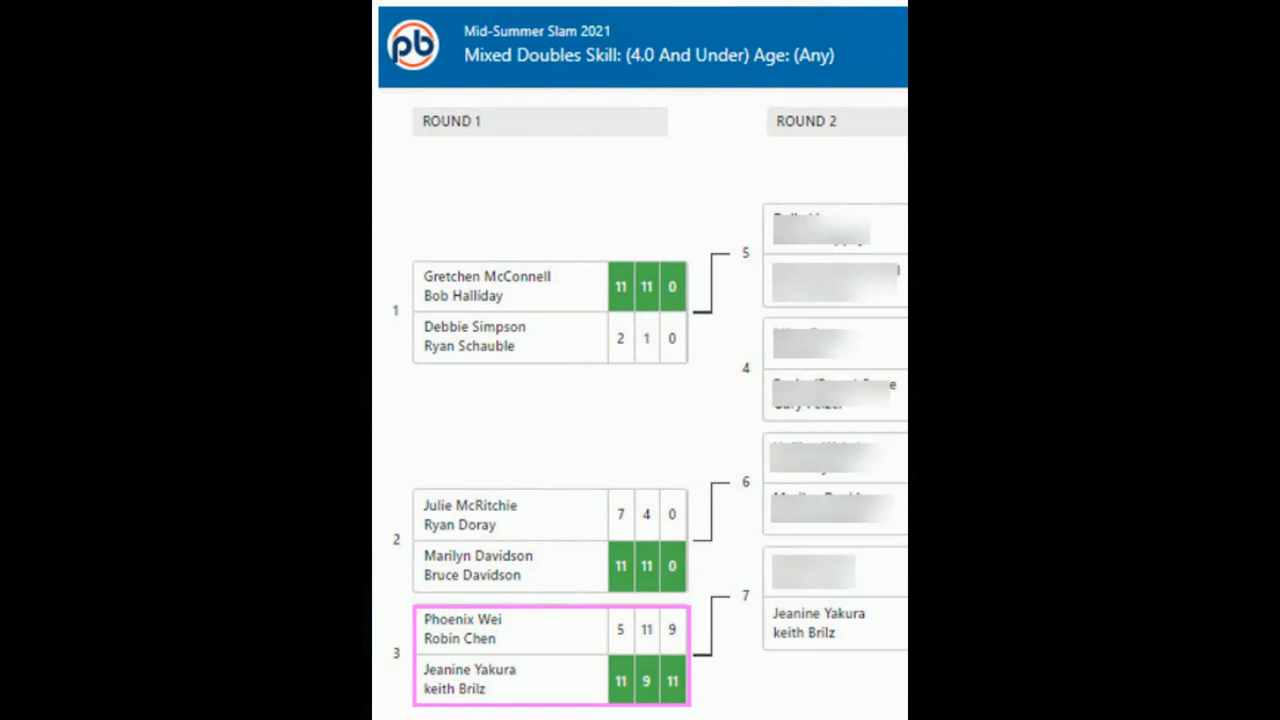 pb
Mid-Summer Slam 2021
Mixed Doubles Skill: (4.0 And Under) Age: (Any)
ROUND 1
ROUND 2
5
Gretchen McConnell
Bob Halliday
11 11 0
1
Debbie Simpson
Ryan Schauble
2 1 0
4
6
Julie McRitchie
Ryan Doray
7 4 0
2
Marilyn Davidson
Bruce Davidson
11 11 0
7
Phoenix Wei
Robin Chen
5 11 9
3
Jeanine Yakura
keith Brilz
11 9 11
Jeanine Yakura
keith Brilz